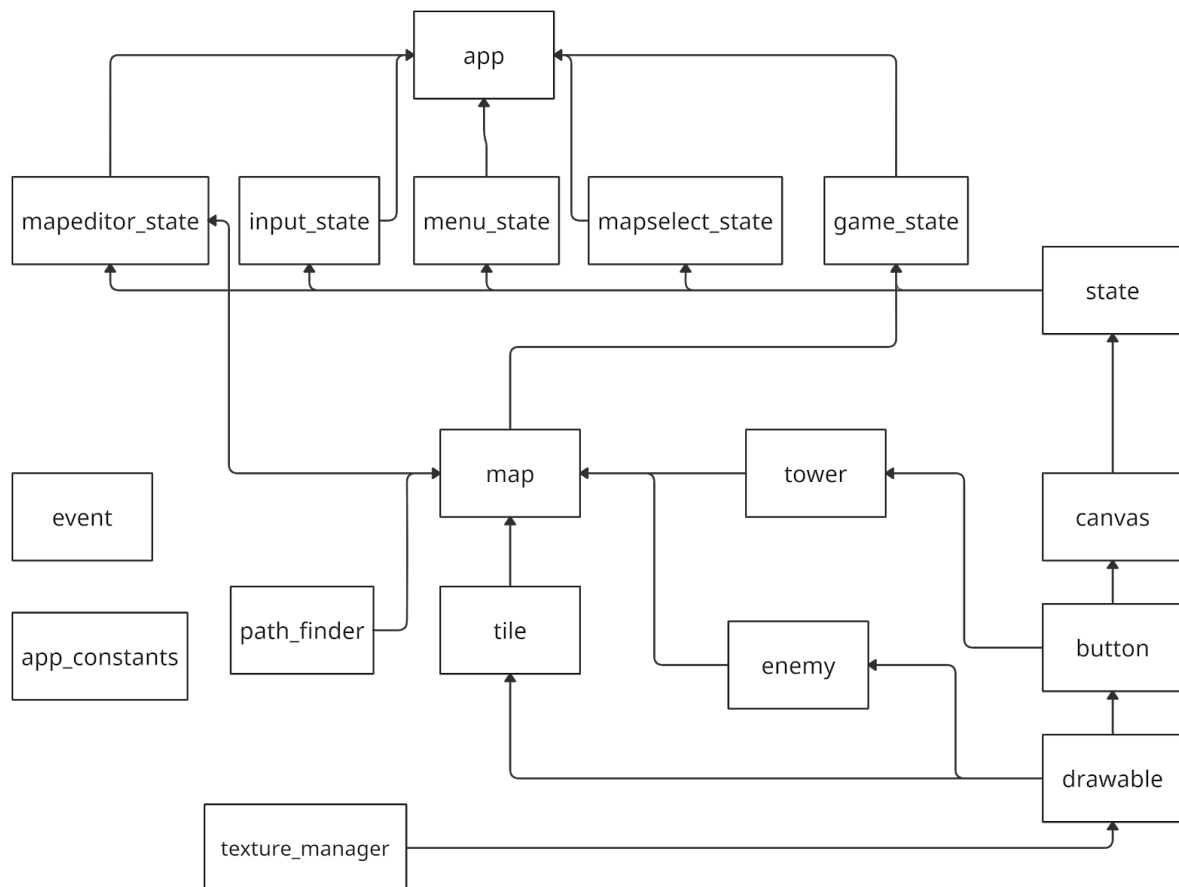 app
mapeditor_state
input_state
menu_state
mapselect_state
game_state
state
map
tower
event
canvas
path_finder
tile
app_constants
enemy
button
drawable
texture_manager